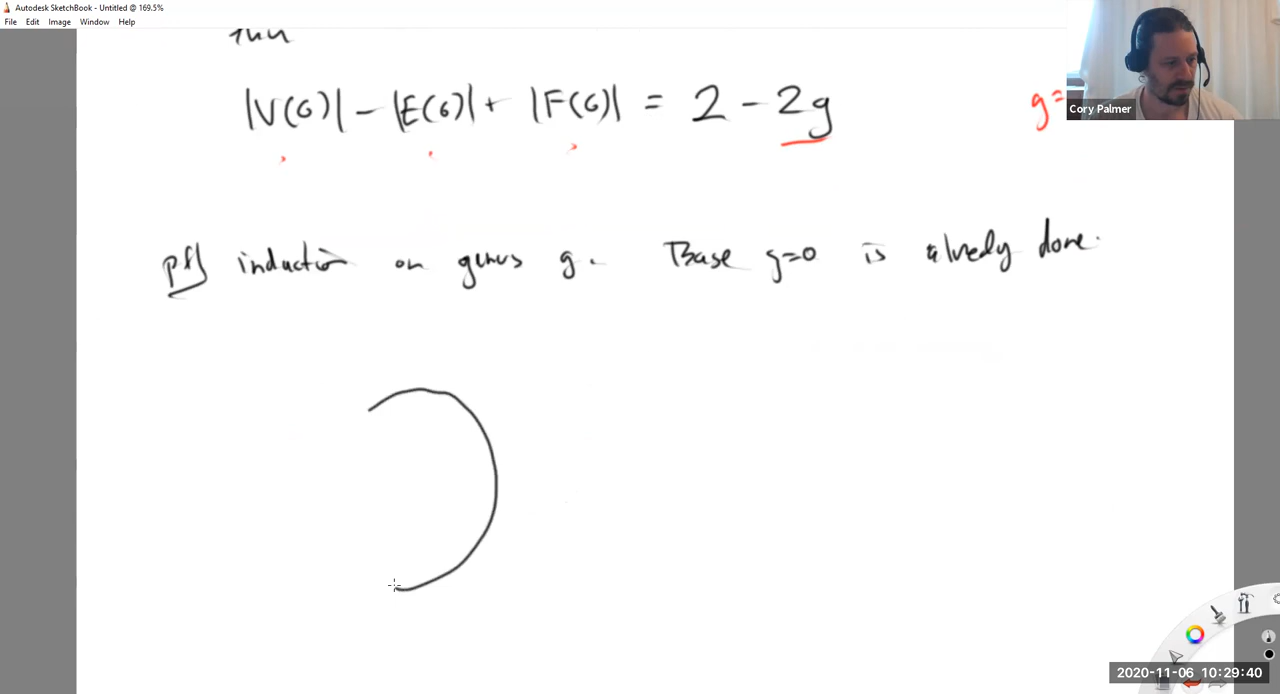 Autodesk SketchBook - Untitled @ 169.5%
File Edit Image Window Help
|V(G)| - |E(G)| + |F(G)| = 2 - 2g
g=
Cory Palmer
pf) induction on genus g. Base g=0 is alredy done.
2020-11-06 10:29:40